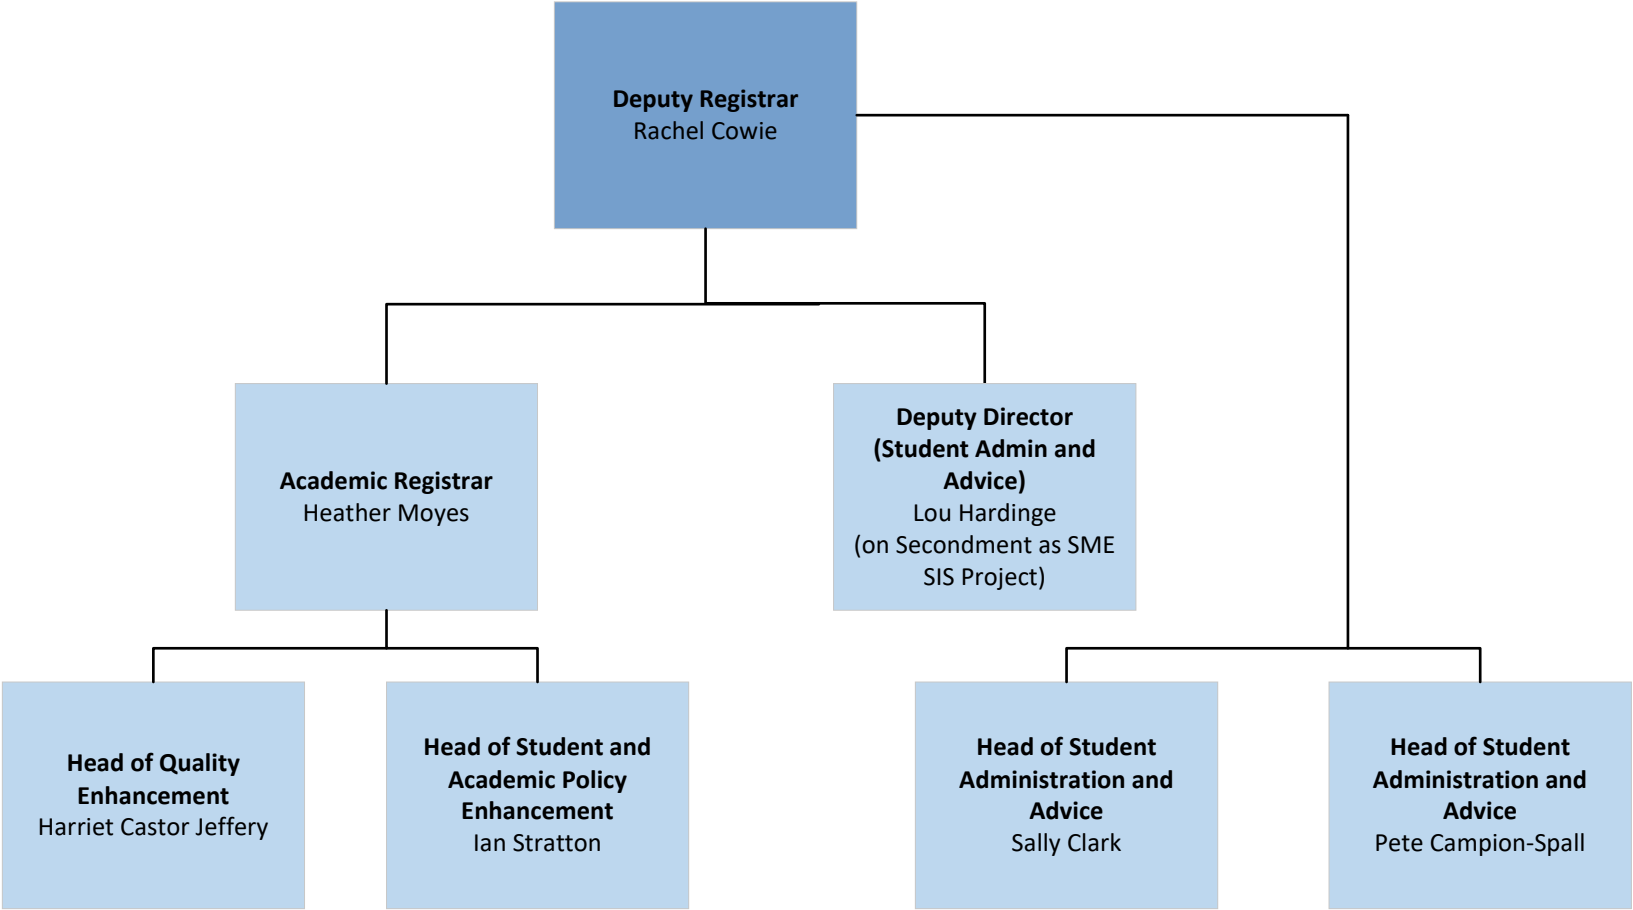 Deputy Registrar
Rachel Cowie
Academic Registrar
Heather Moyes
Deputy Director
(Student Admin and
Advice)
Lou Hardinge
(on Secondment as SME
SIS Project)
Head of Quality
Enhancement
Harriet Castor Jeffery
Head of Student and
Academic Policy
Enhancement
Ian Stratton
Head of Student
Administration and
Advice
Sally Clark
Head of Student
Administration and
Advice
Pete Campion-Spall